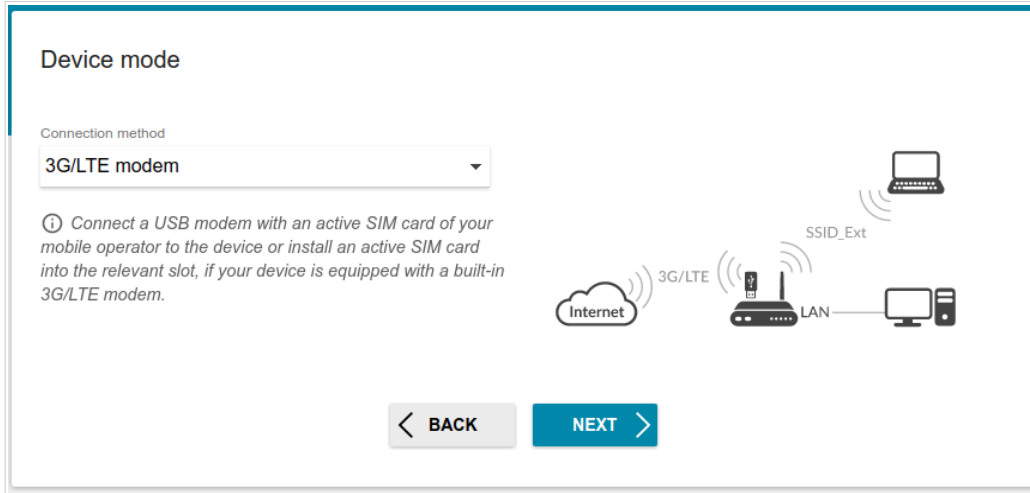 Device mode
Connection method
3G/LTE modem
Connect a USB modem with an active SIM card of your
mobile operator to the device or install an active SIM card
into the relevant slot, if your device is equipped with a built-in
3G/LTE modem.
SSID_Ext
3G/LTE
Internet
LAN
BACK
NEXT